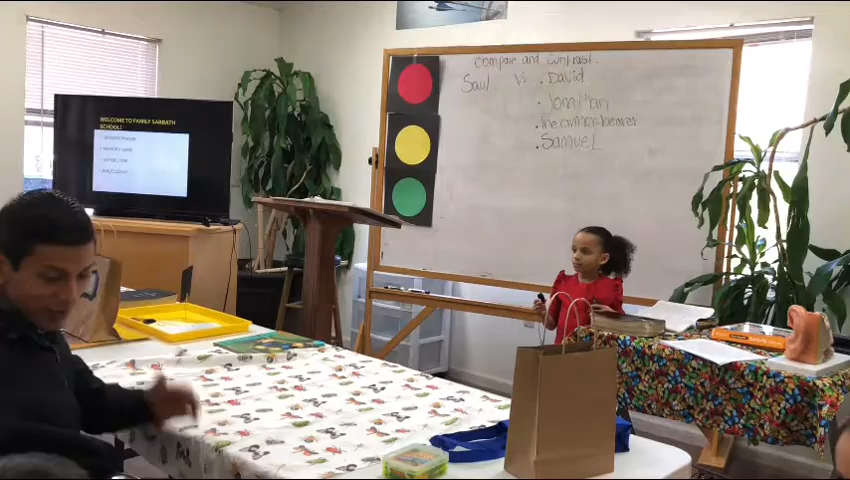 WELCOME TO FAMILY SABBATH
SCHOOL!
compare and contrast.
Saul Vs • David
• Jonathan
• The armor-bearer
• Samuel